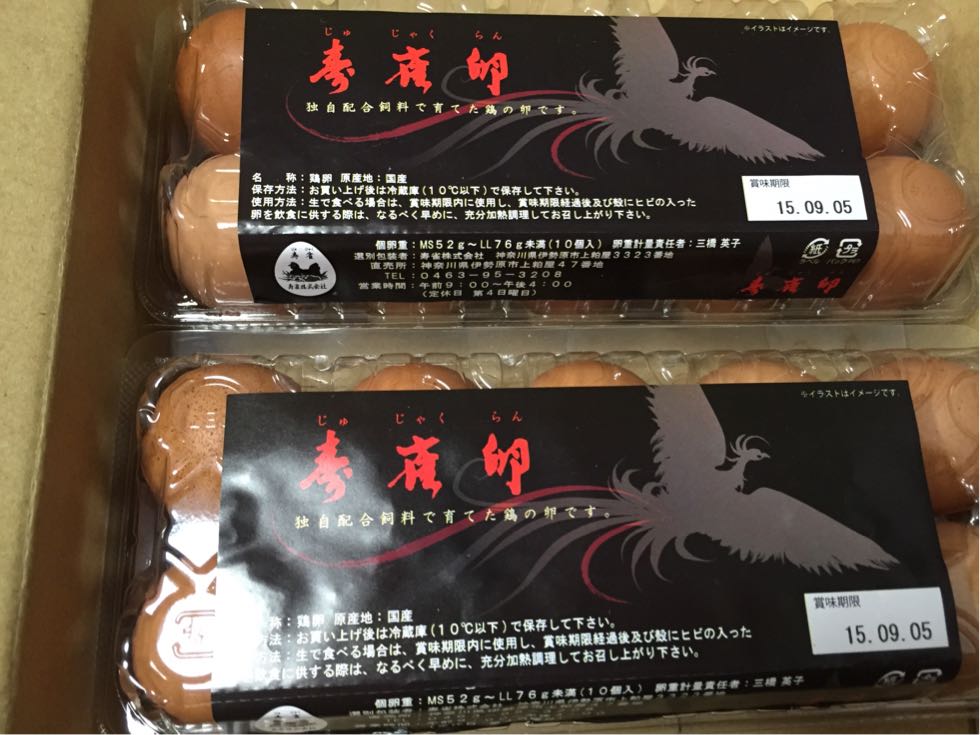 ※イラストはイメージです。
じゅ じゃく らん
寿雀卵
独自配合飼料で育てた鶏の卵です。
名 称：鶏卵 原産地：国産
保存方法：お買い上げ後は冷蔵庫(10℃以下)で保存して下さい。
使用方法：生で食べる場合は、賞味期限内に使用し、賞味期限経過後及び殻にヒビの入った
卵を飲食に供する際は、なるべく早めに、充分加熱調理してお召し上がり下さい。
賞味期限
15.09.05
個卵重：MS52g～LL76g未満(10個入) 卵重計量責任者：三橋 英子
選別包装者：寿雀株式会社 神奈川県伊勢原市上粕屋3323番地
直売所：神奈川県伊勢原市上粕屋47番地
TEL：0463-95-3208
営業時間：午前9：00～午後4：00
(定休日 第4日曜日)
寿雀
寿雀株式会社
紙
ラベル
プラ
パック
寿雀卵
※イラストはイメージです。
じゅ じゃく らん
寿雀卵
独自配合飼料で育てた鶏の卵です。
称：鶏卵 原産地：国産
方法：お買い上げ後は冷蔵庫(10℃以下)で保存して下さい。
方法：生で食べる場合は、賞味期限内に使用し、賞味期限経過後及び殻にヒビの入った
飲食に供する際は、なるべく早めに、充分加熱調理してお召し上がり下さい。
賞味期限
15.09.05
個卵重：MS52g～LL76g未満(10個入) 卵重計量責任者：三橋 英子